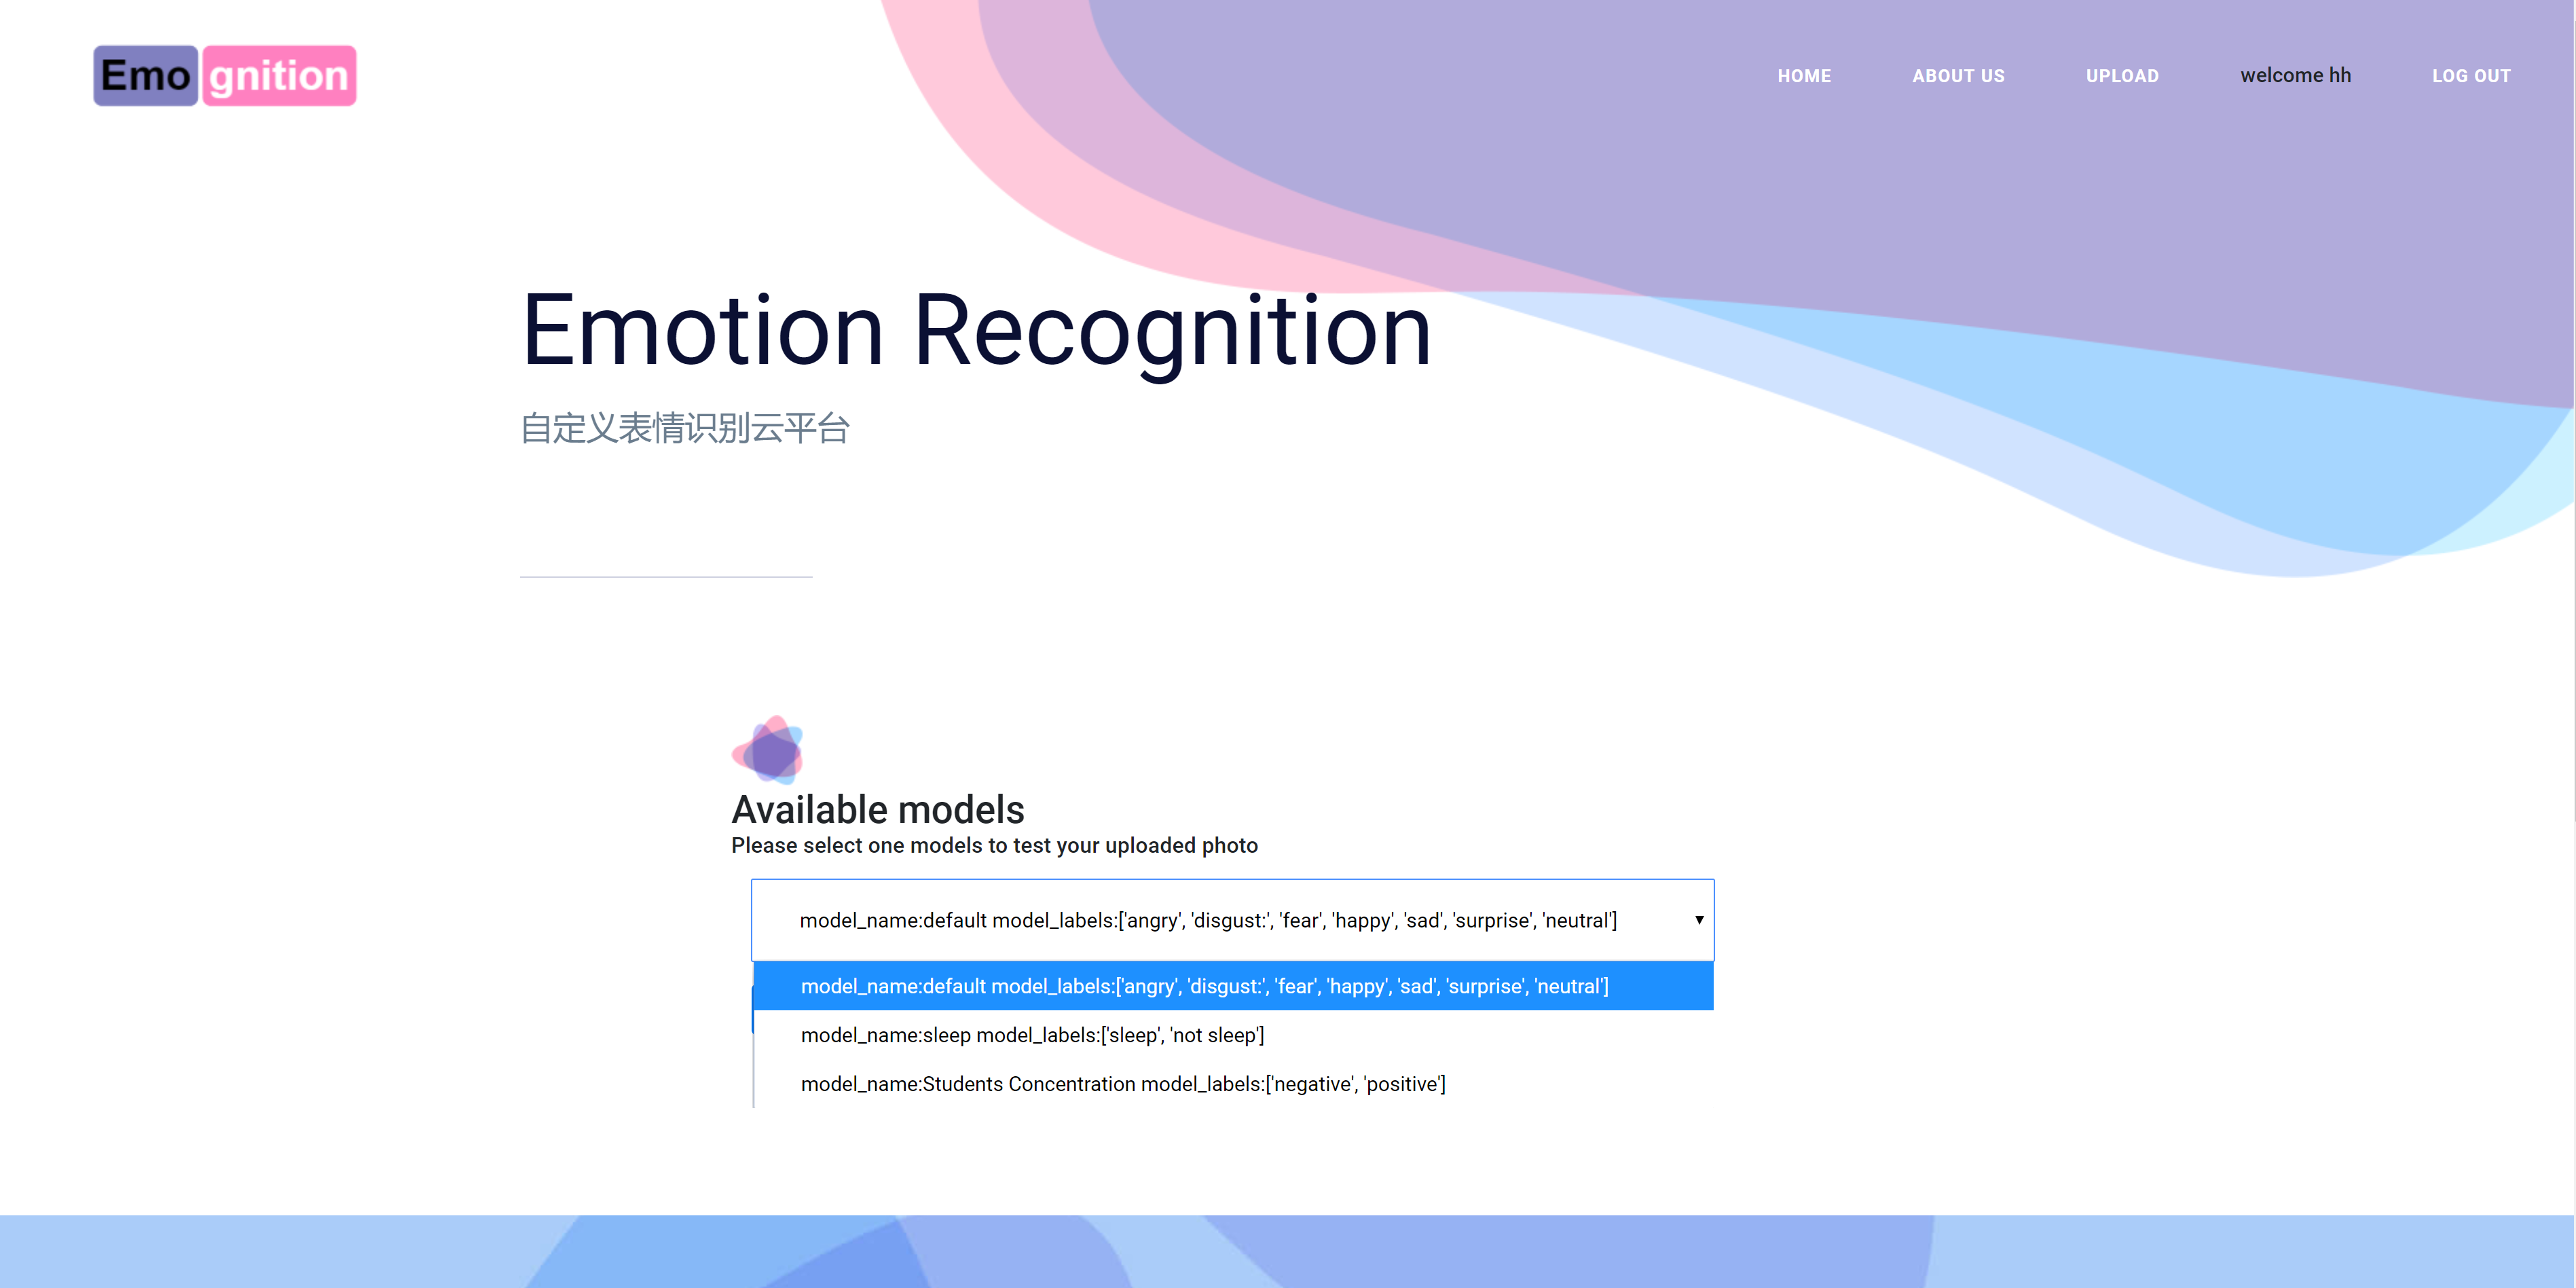 Emognition
HOME ABOUT US UPLOAD welcome hh LOG OUT
Emotion Recognition
自定义表情识别云平台
Available models
Please select one models to test your uploaded photo
model_name:default model_labels:['angry', 'disgust:', 'fear', 'happy', 'sad', 'surprise', 'neutral']
model_name:default model_labels:['angry', 'disgust:', 'fear', 'happy', 'sad', 'surprise', 'neutral']
model_name:sleep model_labels:['sleep', 'not sleep']
model_name:Students Concentration model_labels:['negative', 'positive']